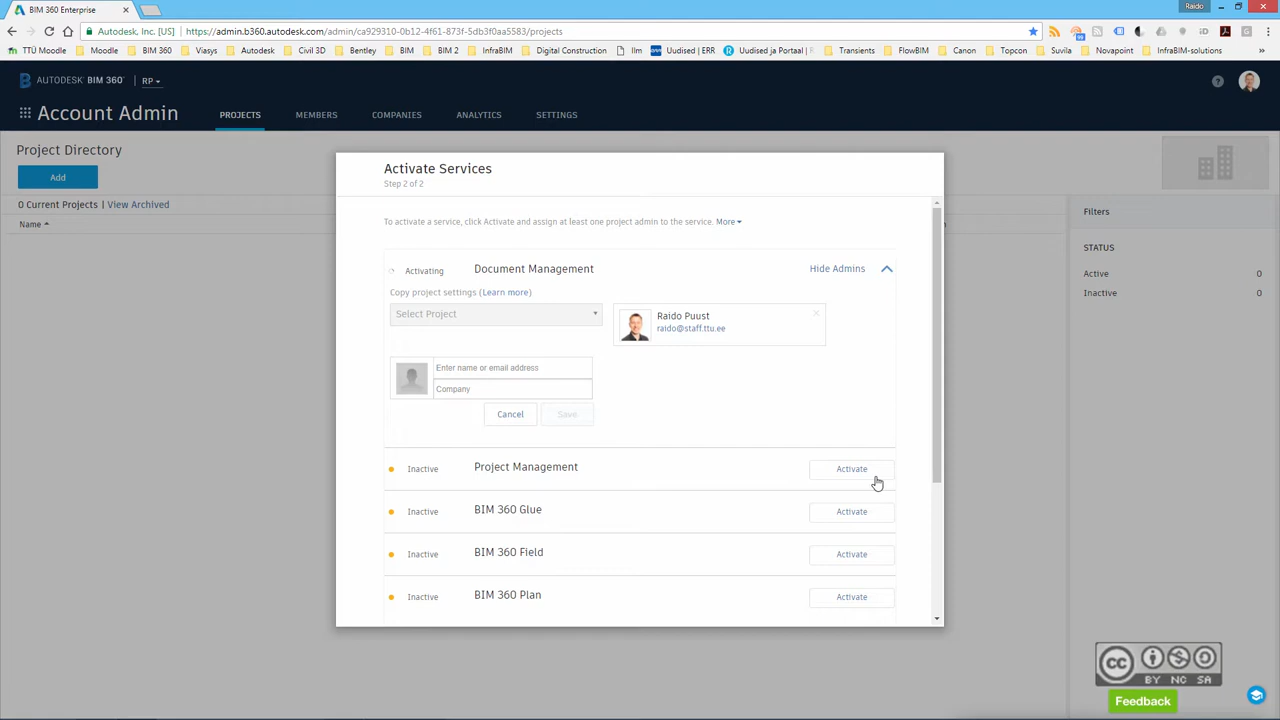 BIM 360 Enterprise
Raido
Autodesk, Inc. [US] https://admin.b360.autodesk.com/admin/ca929310-0b12-4f61-873f-5db3f0aa5583/projects
TTÜ Moodle Moodle BIM 360 Viasys Autodesk Civil 3D Bentley BIM BIM 2 InfraBIM Digital Construction Ilm Uudised | ERR Uudised ja Portaal | R Transients FlowBIM Canon Topcon Suvila Novapoint InfraBIM-solutions »
AUTODESK® BIM 360™ RP
Account Admin PROJECTS MEMBERS COMPANIES ANALYTICS SETTINGS
Project Directory
Add
0 Current Projects | View Archived
Name
Filters
STATUS
Active 0
Inactive 0
Activate Services
Step 2 of 2
To activate a service, click Activate and assign at least one project admin to the service. More
Activating Document Management Hide Admins
Copy project settings (Learn more)
Select Project
Raido Puust
raido@staff.ttu.ee
Enter name or email address
Company
Cancel Save
Inactive Project Management Activate
Inactive BIM 360 Glue Activate
Inactive BIM 360 Field Activate
Inactive BIM 360 Plan Activate
CC BY NC SA
Feedback